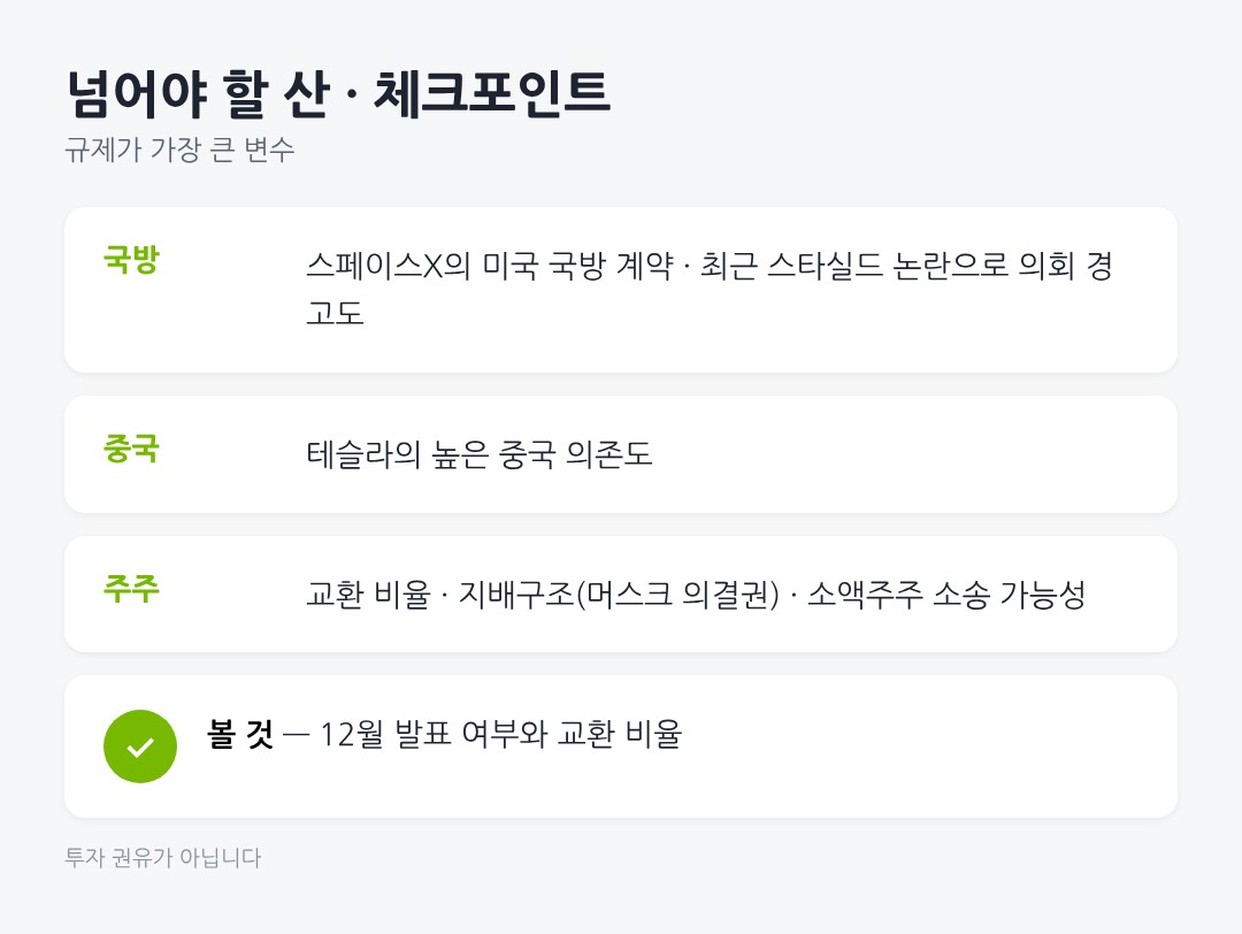 넘어야 할 산 · 체크포인트
규제가 가장 큰 변수
국방
스페이스X의 미국 국방 계약 · 최근 스타실드 논란으로 의회 경
고도
중국
테슬라의 높은 중국 의존도
주주
교환 비율 · 지배구조(머스크 의결권) · 소액주주 소송 가능성
볼 것 — 12월 발표 여부와 교환 비율
투자 권유가 아닙니다